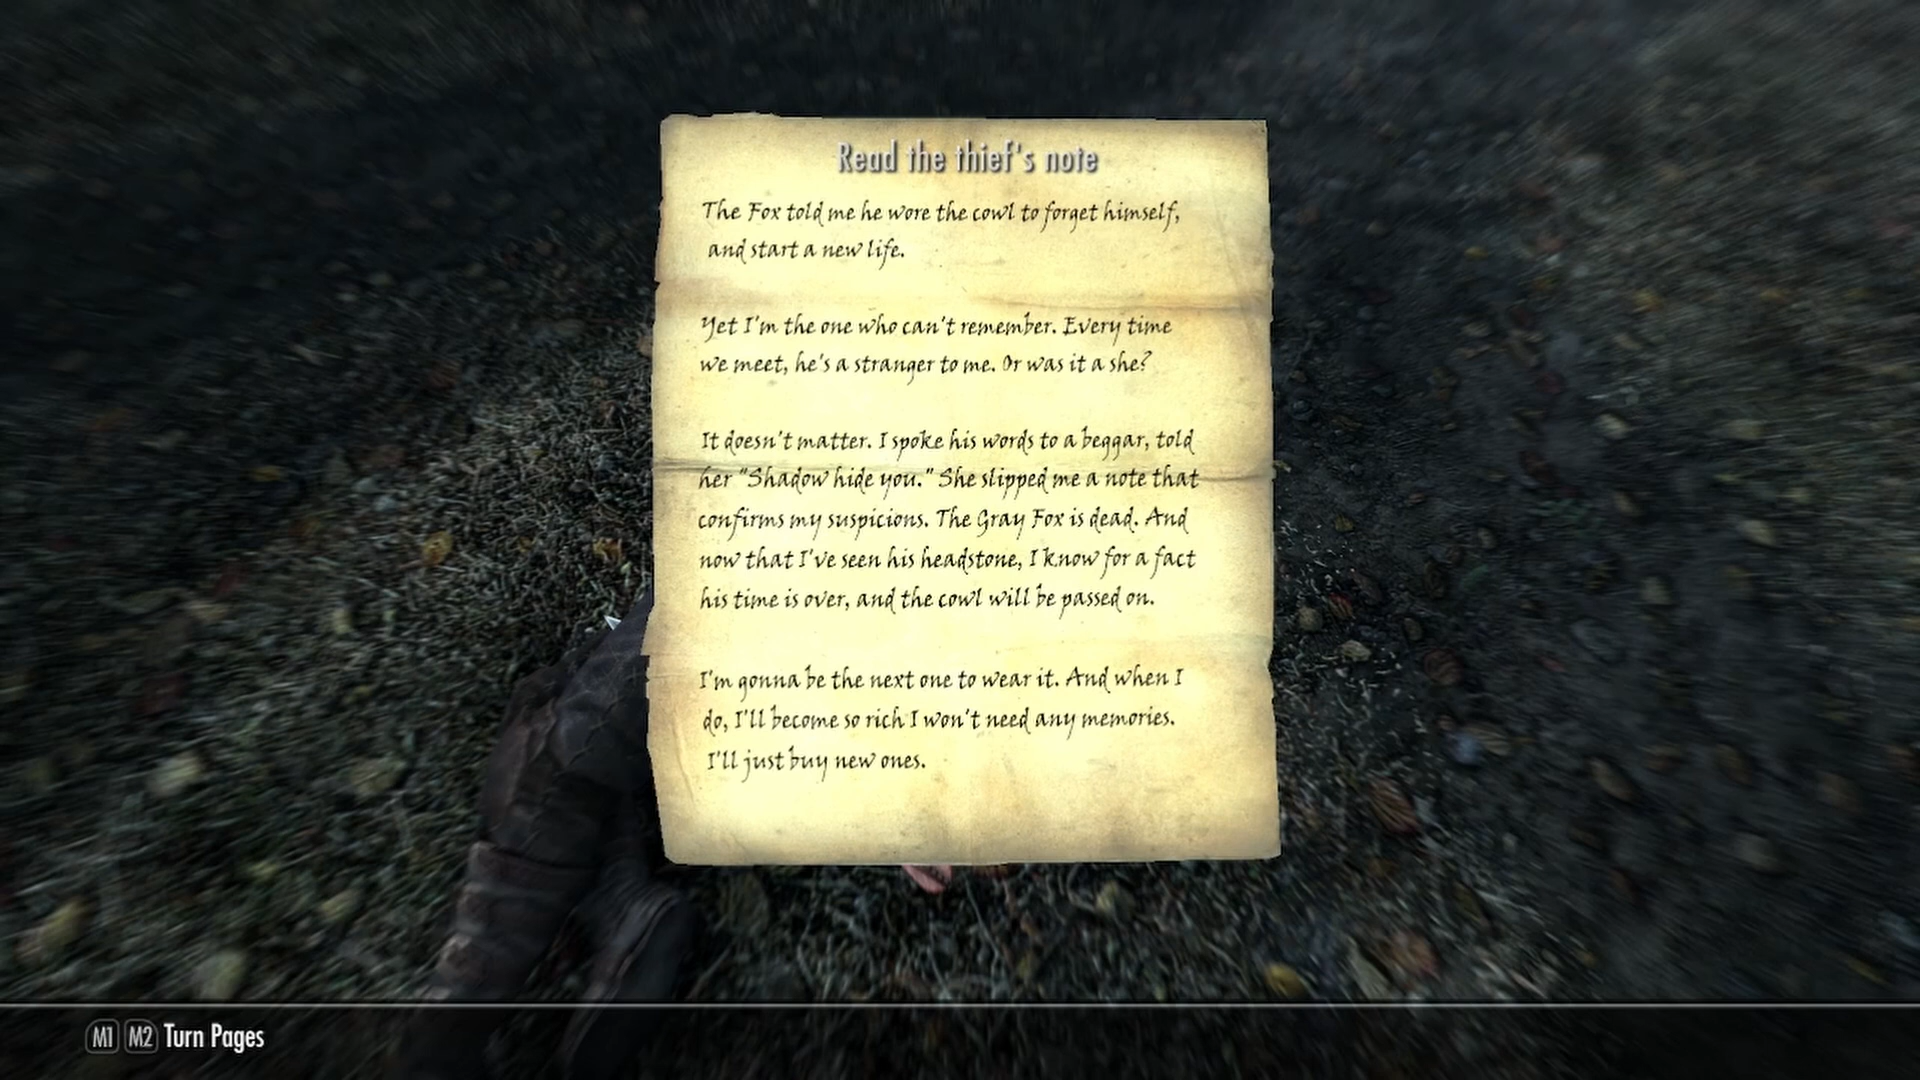 Read the thief's note
The Fox told me he wore the cowl to forget himself,
and start a new life.
Yet I'm the one who can't remember. Every time
we meet, he's a stranger to me. Or was it a she?
It doesn't matter. I spoke his words to a beggar, told
her "Shadow hide you." She slipped me a note that
confirms my suspicions. The Gray Fox is dead. And
now that I've seen his headstone, I know for a fact
his time is over, and the cowl will be passed on.
I'm gonna be the next one to wear it. And when I
do, I'll become so rich I won't need any memories.
I'll just buy new ones.
M1 M2 Turn Pages